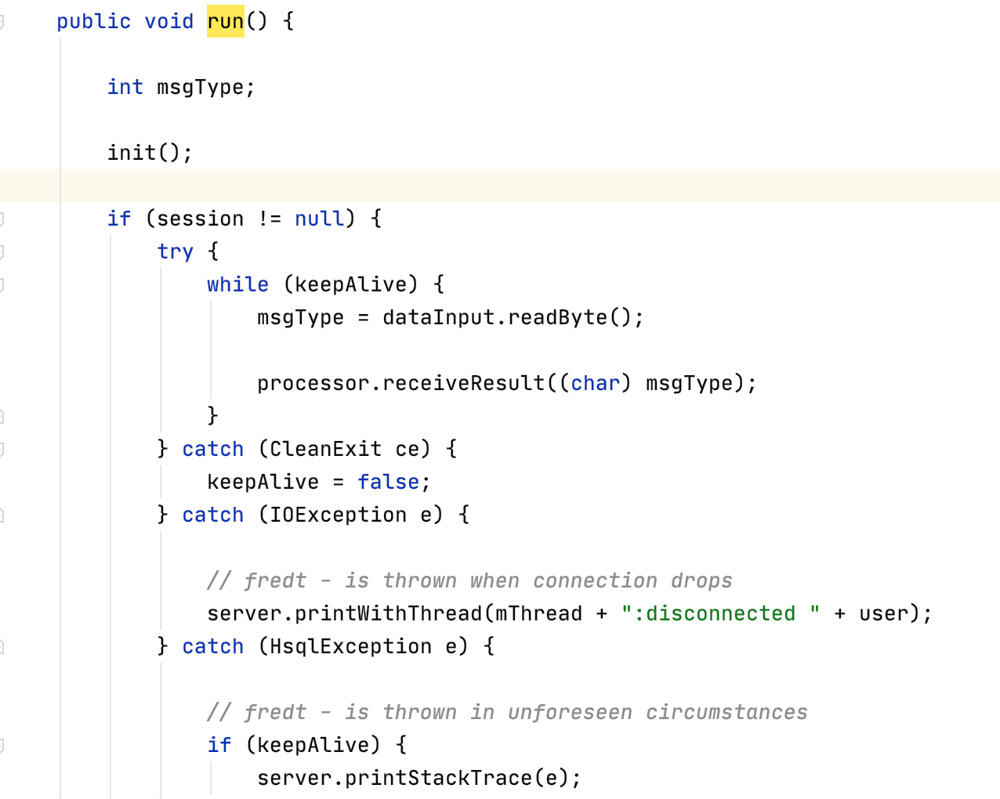 public void run() {
int msgType;
init();
if (session != null) {
try {
while (keepAlive) {
msgType = dataInput.readByte();
processor.receiveResult((char) msgType);
}
} catch (CleanExit ce) {
keepAlive = false;
} catch (IOException e) {
// fredt - is thrown when connection drops
server.printWithThread(mThread + ":disconnected " + user);
} catch (HsqlException e) {
// fredt - is thrown in unforeseen circumstances
if (keepAlive) {
server.printStackTrace(e);